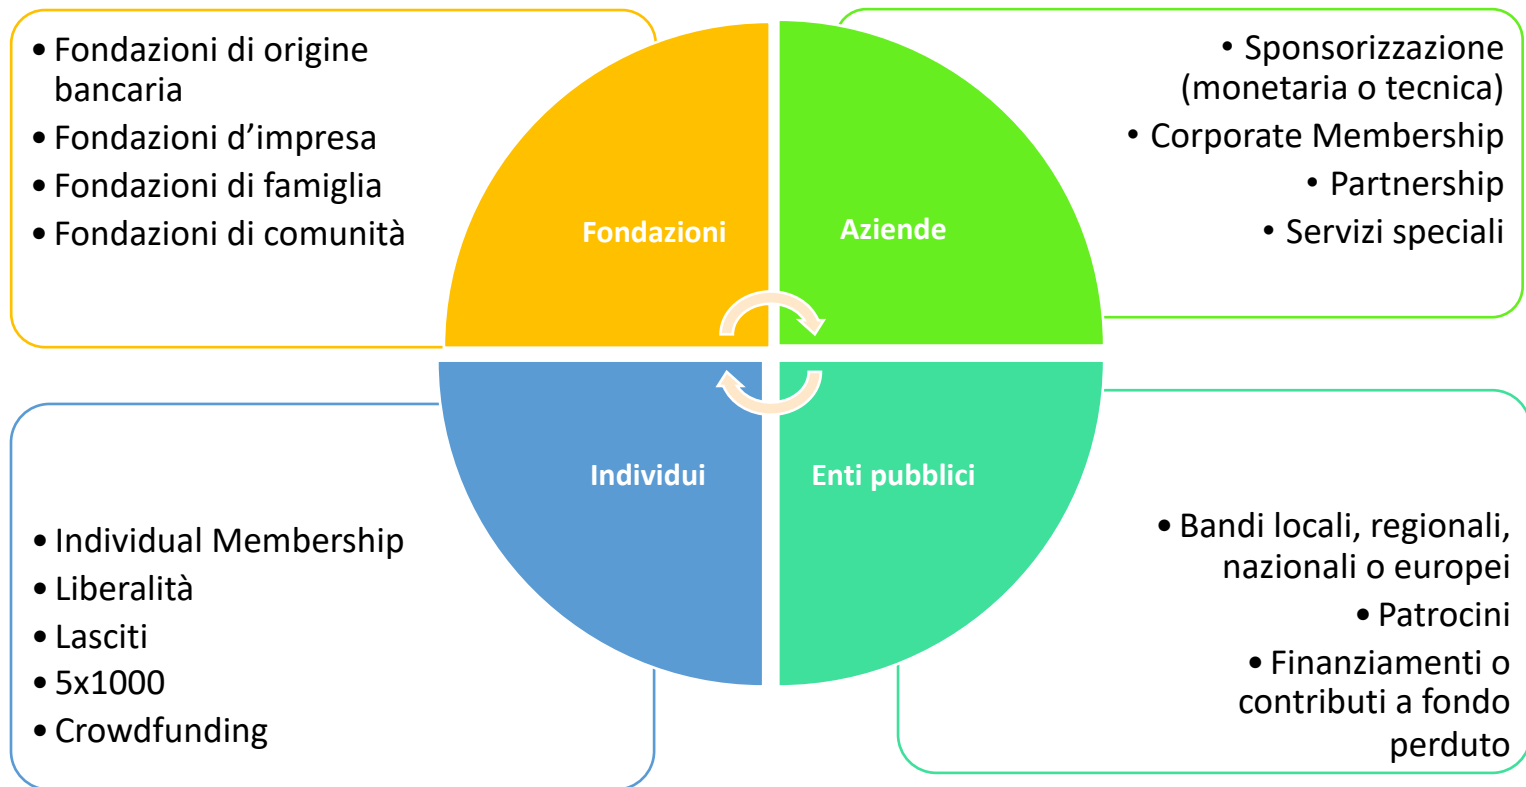 • Fondazioni di origine
bancaria
• Fondazioni d’impresa
• Fondazioni di famiglia
• Fondazioni di comunità
Fondazioni
Aziende
• Sponsorizzazione
(monetaria o tecnica)
• Corporate Membership
• Partnership
• Servizi speciali
• Individual Membership
• Liberalità
• Lasciti
• 5x1000
• Crowdfunding
Individui
Enti pubblici
• Bandi locali, regionali,
nazionali o europei
• Patrocini
• Finanziamenti o
contributi a fondo
perduto